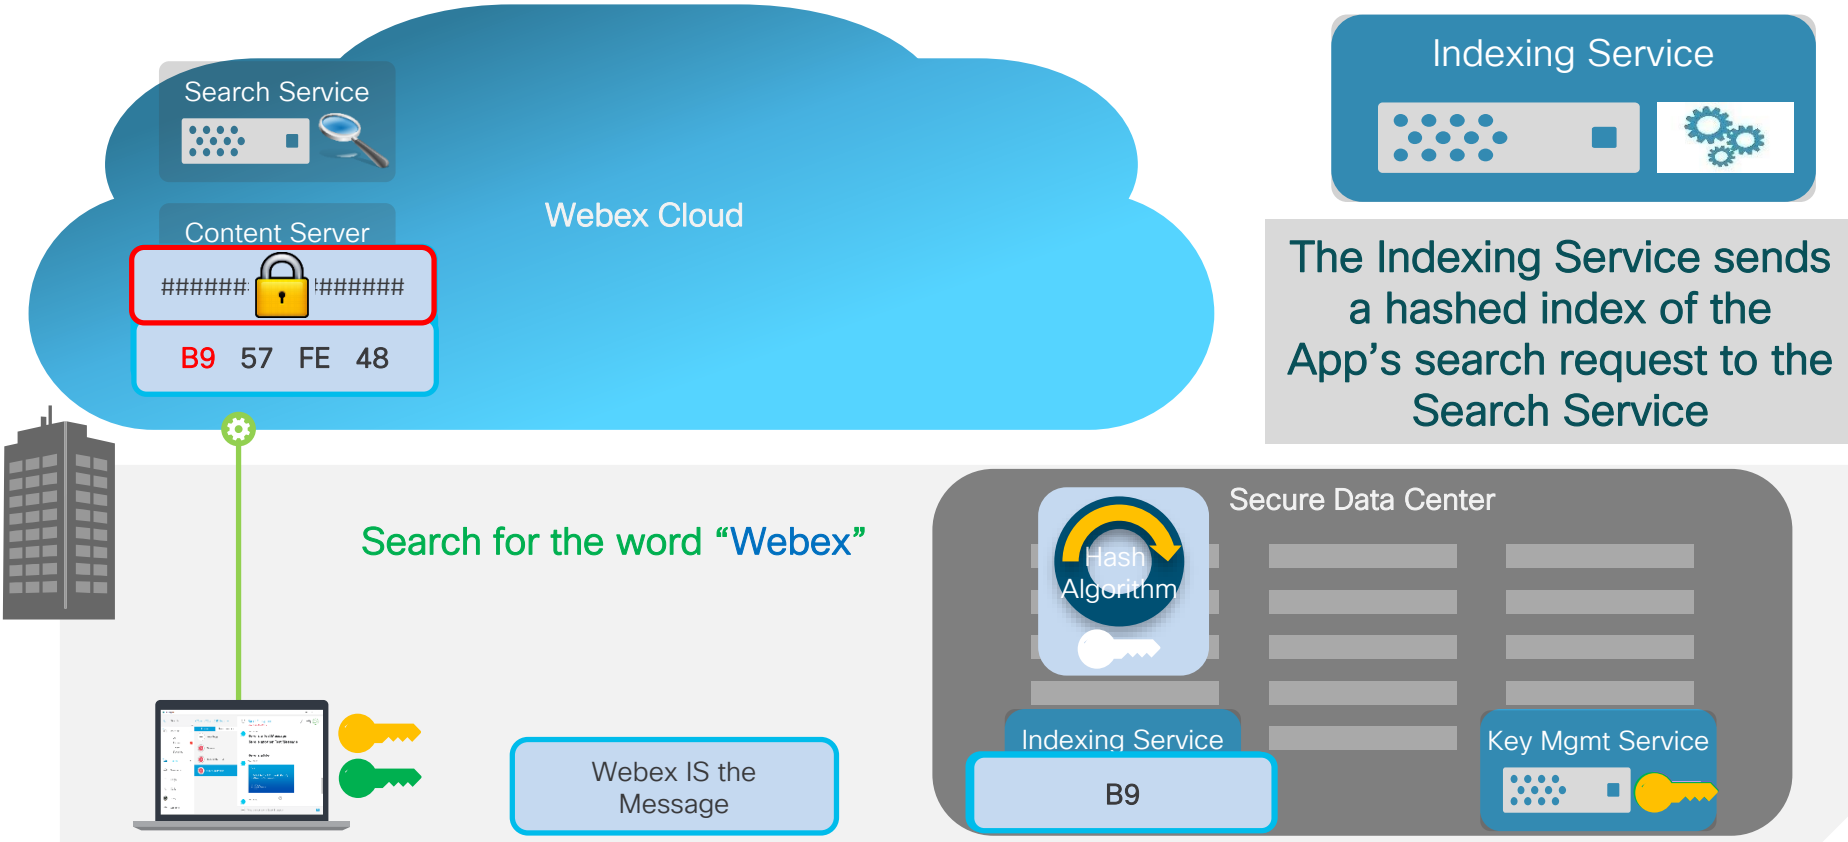 Search Service
Indexing Service
Webex Cloud
Content Server
#######
#######
B9 57 FE 48
The Indexing Service sends
a hashed index of the
App’s search request to the
Search Service
Secure Data Center
Search for the word “Webex”
Hash
Algorithm
Webex IS the
Message
Indexing Service
B9
Key Mgmt Service